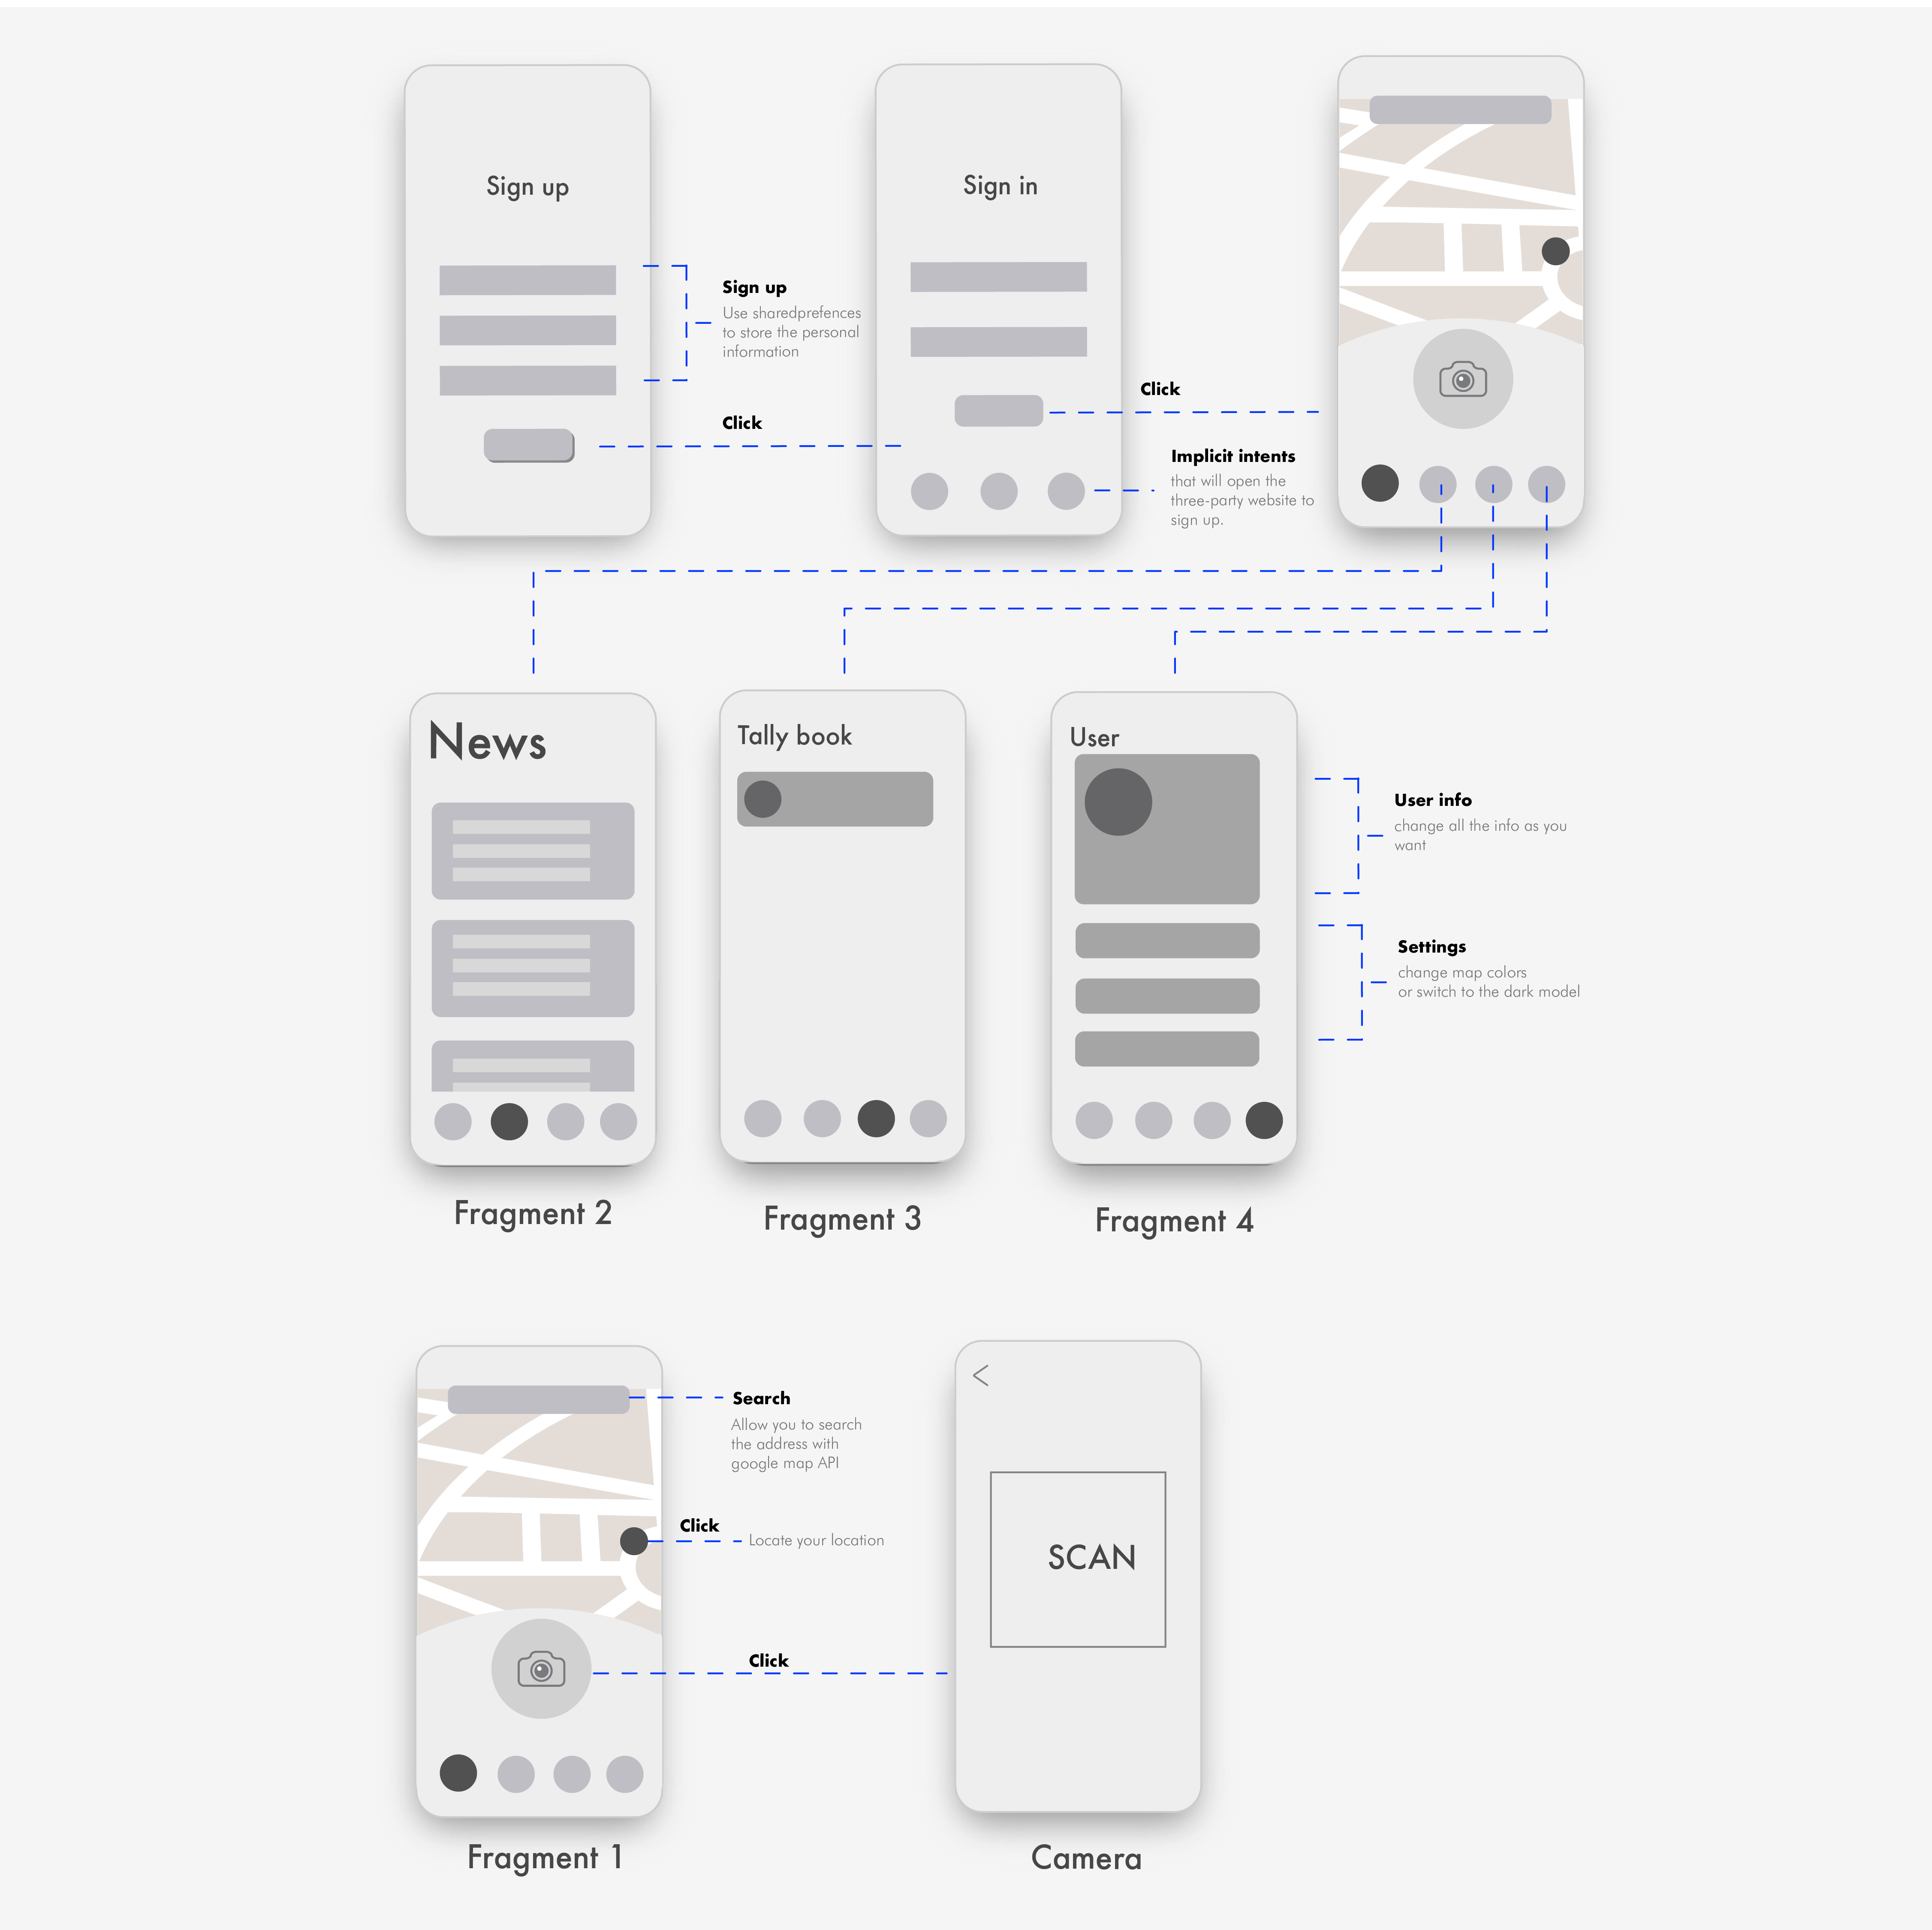 Sign up
Sign in
Sign up
Use sharedprefences
to store the personal
information
Click
Click
Implicit intents
that will open the
three-party website to
sign up.
News
Tally book
User
User info
change all the info as you
want
Settings
change map colors
or switch to the dark model
Fragment 2
Fragment 3
Fragment 4
Search
Allow you to search
the address with
google map API
Click
Locate your location
SCAN
Click
Fragment 1
Camera